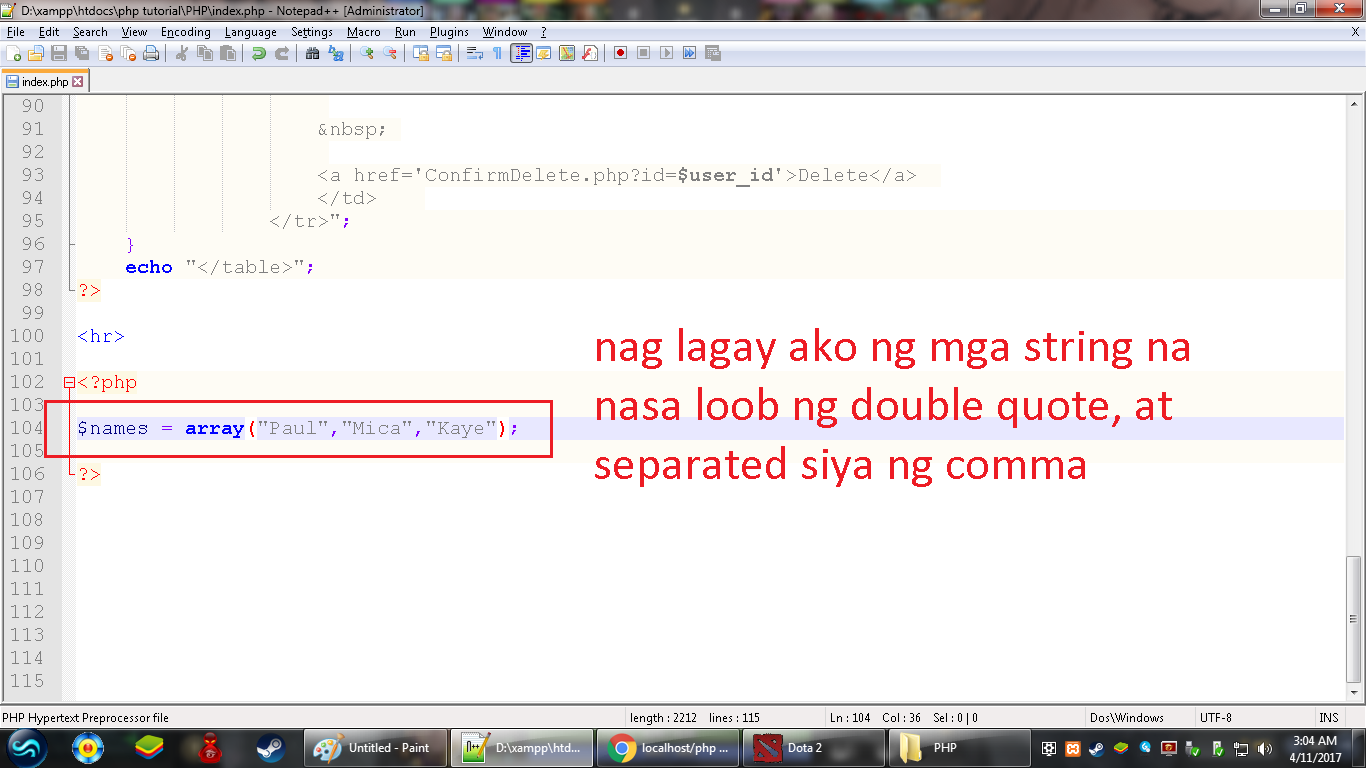 D:\xampp\htdocs\php tutorial\PHP\index.php - Notepad++ [Administrator]
File Edit Search View Encoding Language Settings Macro Run Plugins Window ? X
index.php
90
91 &nbsp;
92
93 <a href='ConfirmDelete.php?id=$user_id'>Delete</a>
94 </td>
95 </tr>";
96 }
97 echo "</table>";
98 ?>
99
100 <hr>
101
102 <?php
103
104 $names = array("Paul","Mica","Kaye");
105
106 ?>
107
108
109
110
111
112
113
114
115
nag lagay ako ng mga string na
nasa loob ng double quote, at
separated siya ng comma
PHP Hypertext Preprocessor file length : 2212 lines : 115 Ln : 104 Col : 36 Sel : 0 | 0 Dos\Windows UTF-8 INS
Untitled - Paint D:\xampp\htd... localhost/php ... Dota 2 PHP 3:04 AM
4/11/2017